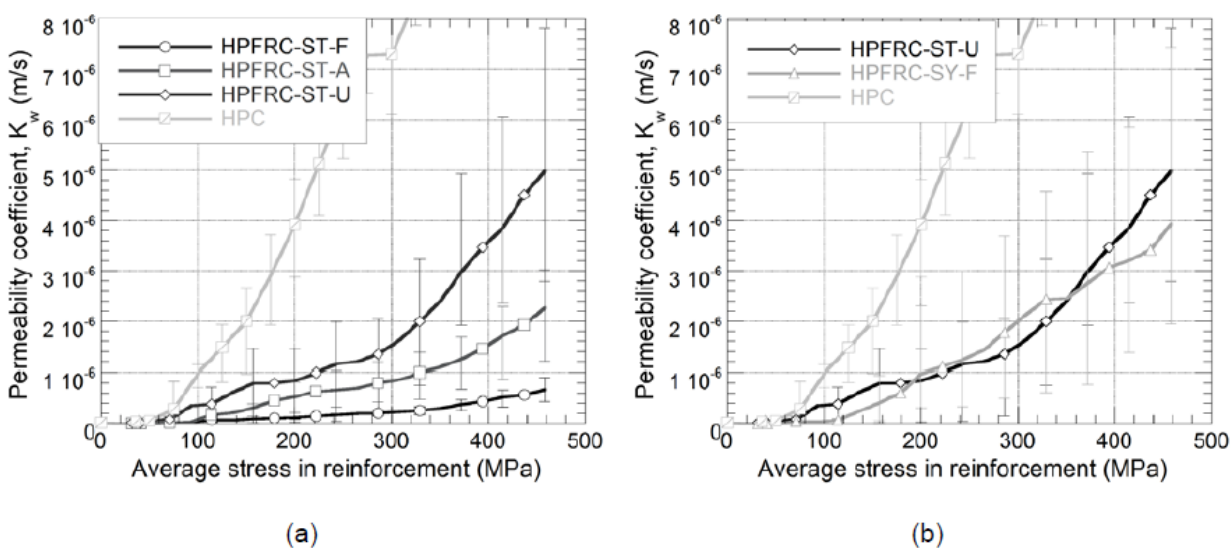 8 10⁻⁶
7 10⁻⁶
6 10⁻⁶
5 10⁻⁶
4 10⁻⁶
3 10⁻⁶
2 10⁻⁶
1 10⁻⁶
0
Permeability coefficient, K_w (m/s)
HPFRC-ST-F
HPFRC-ST-A
HPFRC-ST-U
HPC
0 100 200 300 400 500
Average stress in reinforcement (MPa)
(a)
8 10⁻⁶
7 10⁻⁶
6 10⁻⁶
5 10⁻⁶
4 10⁻⁶
3 10⁻⁶
2 10⁻⁶
1 10⁻⁶
0
Permeability coefficient, K_w (m/s)
HPFRC-ST-U
HPFRC-SY-F
HPC
0 100 200 300 400 500
Average stress in reinforcement (MPa)
(b)